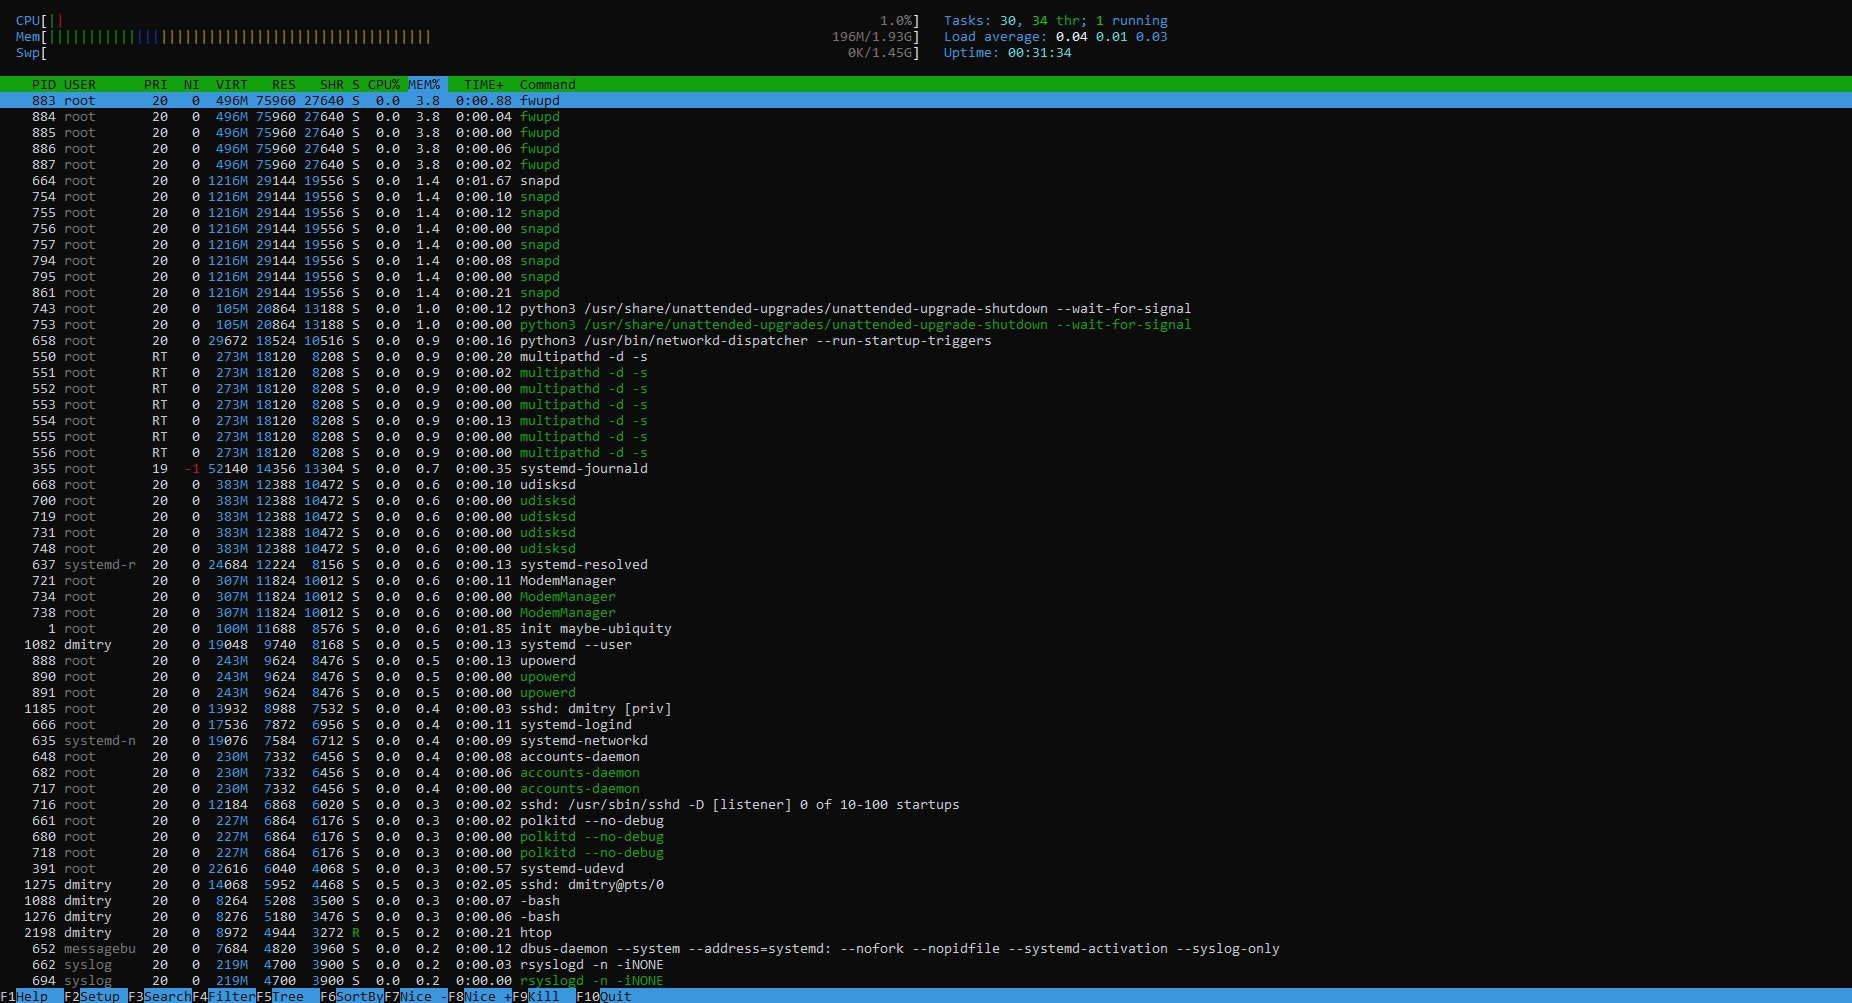 CPU[|| 1.0%] Tasks: 30, 34 thr; 1 running
Mem[|||||||||||||||||||||||||||||||||||||||||||||||| 196M/1.93G] Load average: 0.04 0.01 0.03
Swp[ 0K/1.45G] Uptime: 00:31:34
PID USER PRI NI VIRT RES SHR S CPU% MEM% TIME+ Command
883 root 20 0 496M 75960 27640 S 0.0 3.8 0:00.88 fwupd
884 root 20 0 496M 75960 27640 S 0.0 3.8 0:00.04 fwupd
885 root 20 0 496M 75960 27640 S 0.0 3.8 0:00.00 fwupd
886 root 20 0 496M 75960 27640 S 0.0 3.8 0:00.06 fwupd
887 root 20 0 496M 75960 27640 S 0.0 3.8 0:00.02 fwupd
664 root 20 0 1216M 29144 19556 S 0.0 1.4 0:01.67 snapd
754 root 20 0 1216M 29144 19556 S 0.0 1.4 0:00.10 snapd
755 root 20 0 1216M 29144 19556 S 0.0 1.4 0:00.12 snapd
756 root 20 0 1216M 29144 19556 S 0.0 1.4 0:00.00 snapd
757 root 20 0 1216M 29144 19556 S 0.0 1.4 0:00.00 snapd
794 root 20 0 1216M 29144 19556 S 0.0 1.4 0:00.08 snapd
795 root 20 0 1216M 29144 19556 S 0.0 1.4 0:00.00 snapd
861 root 20 0 1216M 29144 19556 S 0.0 1.4 0:00.21 snapd
743 root 20 0 105M 20864 13188 S 0.0 1.0 0:00.12 python3 /usr/share/unattended-upgrades/unattended-upgrade-shutdown --wait-for-signal
753 root 20 0 105M 20864 13188 S 0.0 1.0 0:00.00 python3 /usr/share/unattended-upgrades/unattended-upgrade-shutdown --wait-for-signal
658 root 20 0 29672 18524 10516 S 0.0 0.9 0:00.16 python3 /usr/bin/networkd-dispatcher --run-startup-triggers
550 root RT 0 273M 18120 8208 S 0.0 0.9 0:00.20 multipathd -d -s
551 root RT 0 273M 18120 8208 S 0.0 0.9 0:00.02 multipathd -d -s
552 root RT 0 273M 18120 8208 S 0.0 0.9 0:00.00 multipathd -d -s
553 root RT 0 273M 18120 8208 S 0.0 0.9 0:00.00 multipathd -d -s
554 root RT 0 273M 18120 8208 S 0.0 0.9 0:00.13 multipathd -d -s
555 root RT 0 273M 18120 8208 S 0.0 0.9 0:00.00 multipathd -d -s
556 root RT 0 273M 18120 8208 S 0.0 0.9 0:00.00 multipathd -d -s
355 root 19 -1 52140 14356 13304 S 0.0 0.7 0:00.35 systemd-journald
668 root 20 0 383M 12388 10472 S 0.0 0.6 0:00.10 udisksd
700 root 20 0 383M 12388 10472 S 0.0 0.6 0:00.00 udisksd
719 root 20 0 383M 12388 10472 S 0.0 0.6 0:00.00 udisksd
731 root 20 0 383M 12388 10472 S 0.0 0.6 0:00.00 udisksd
748 root 20 0 383M 12388 10472 S 0.0 0.6 0:00.00 udisksd
637 systemd-r 20 0 24684 12224 8156 S 0.0 0.6 0:00.13 systemd-resolved
721 root 20 0 307M 11824 10012 S 0.0 0.6 0:00.11 ModemManager
734 root 20 0 307M 11824 10012 S 0.0 0.6 0:00.00 ModemManager
738 root 20 0 307M 11824 10012 S 0.0 0.6 0:00.00 ModemManager
1 root 20 0 100M 11688 8576 S 0.0 0.6 0:01.85 init maybe-ubiquity
1082 dmitry 20 0 19048 9740 8168 S 0.0 0.5 0:00.13 systemd --user
888 root 20 0 243M 9624 8476 S 0.0 0.5 0:00.13 upowerd
890 root 20 0 243M 9624 8476 S 0.0 0.5 0:00.00 upowerd
891 root 20 0 243M 9624 8476 S 0.0 0.5 0:00.00 upowerd
1185 root 20 0 13932 8988 7532 S 0.0 0.4 0:00.03 sshd: dmitry [priv]
666 root 20 0 17536 7872 6956 S 0.0 0.4 0:00.11 systemd-logind
635 systemd-n 20 0 19076 7584 6712 S 0.0 0.4 0:00.09 systemd-networkd
648 root 20 0 230M 7332 6456 S 0.0 0.4 0:00.08 accounts-daemon
682 root 20 0 230M 7332 6456 S 0.0 0.4 0:00.06 accounts-daemon
717 root 20 0 230M 7332 6456 S 0.0 0.4 0:00.00 accounts-daemon
716 root 20 0 12184 6868 6020 S 0.0 0.3 0:00.02 sshd: /usr/sbin/sshd -D [listener] 0 of 10-100 startups
661 root 20 0 227M 6864 6176 S 0.0 0.3 0:00.02 polkitd --no-debug
680 root 20 0 227M 6864 6176 S 0.0 0.3 0:00.00 polkitd --no-debug
718 root 20 0 227M 6864 6176 S 0.0 0.3 0:00.00 polkitd --no-debug
391 root 20 0 22616 6040 4068 S 0.0 0.3 0:00.57 systemd-udevd
1275 dmitry 20 0 14068 5952 4468 S 0.5 0.3 0:02.05 sshd: dmitry@pts/0
1088 dmitry 20 0 8264 5208 3500 S 0.0 0.3 0:00.07 -bash
1276 dmitry 20 0 8276 5180 3476 S 0.0 0.3 0:00.06 -bash
2198 dmitry 20 0 8972 4944 3272 R 0.5 0.2 0:00.21 htop
652 messagebu 20 0 7684 4820 3960 S 0.0 0.2 0:00.12 dbus-daemon --system --address=systemd: --nofork --nopidfile --systemd-activation --syslog-only
662 syslog 20 0 219M 4700 3900 S 0.0 0.2 0:00.03 rsyslogd -n -iNONE
694 syslog 20 0 219M 4700 3900 S 0.0 0.2 0:00.00 rsyslogd -n -iNONE
F1Help F2Setup F3SearchF4FilterF5Tree F6SortByF7Nice -F8Nice +F9Kill F10Quit